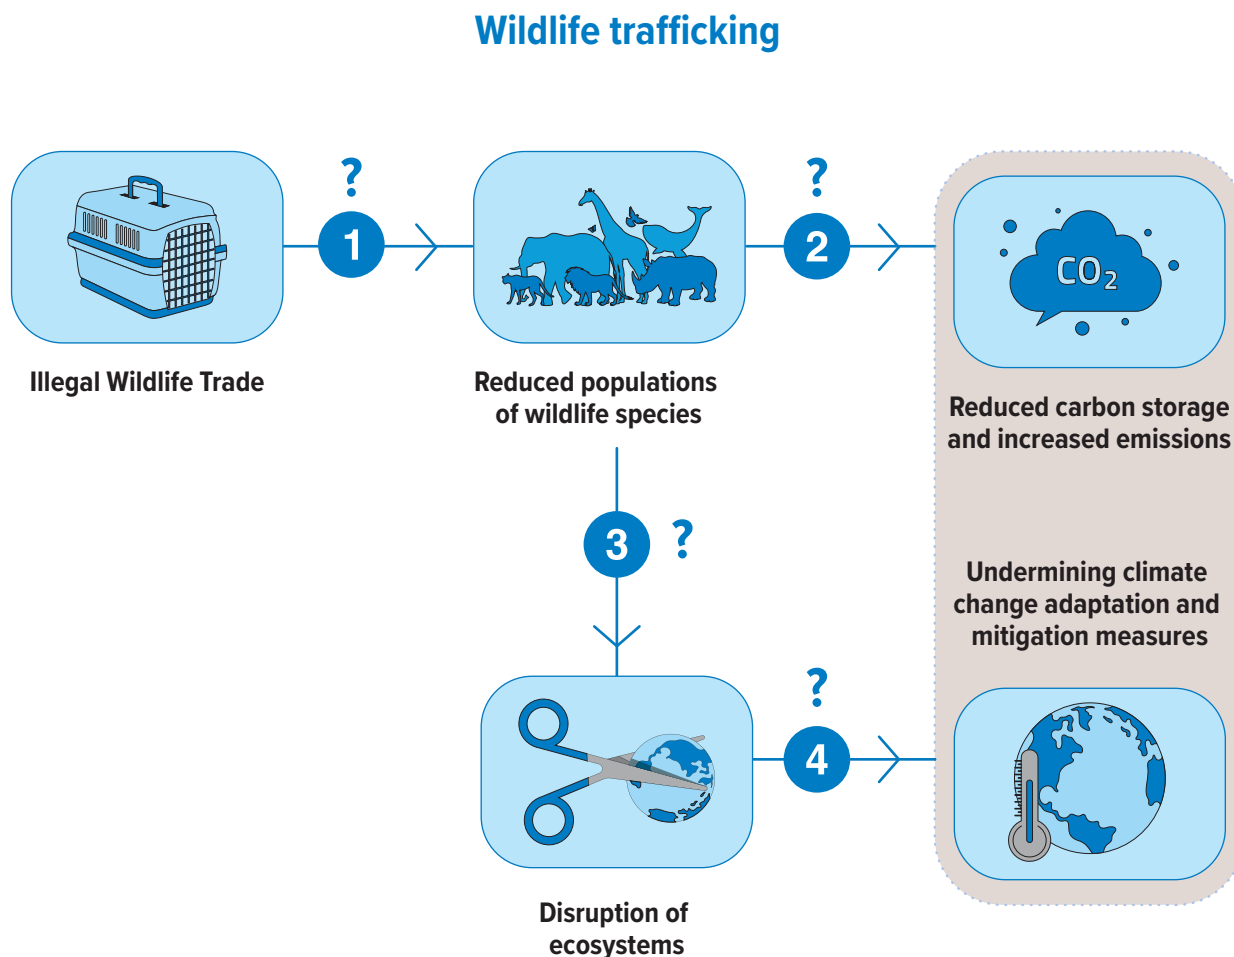 Wildlife trafficking
?
1
?
2
CO₂
Illegal Wildlife Trade
Reduced populations
of wildlife species
Reduced carbon storage
and increased emissions
3
?
Undermining climate
change adaptation and
mitigation measures
?
4
Disruption of
ecosystems